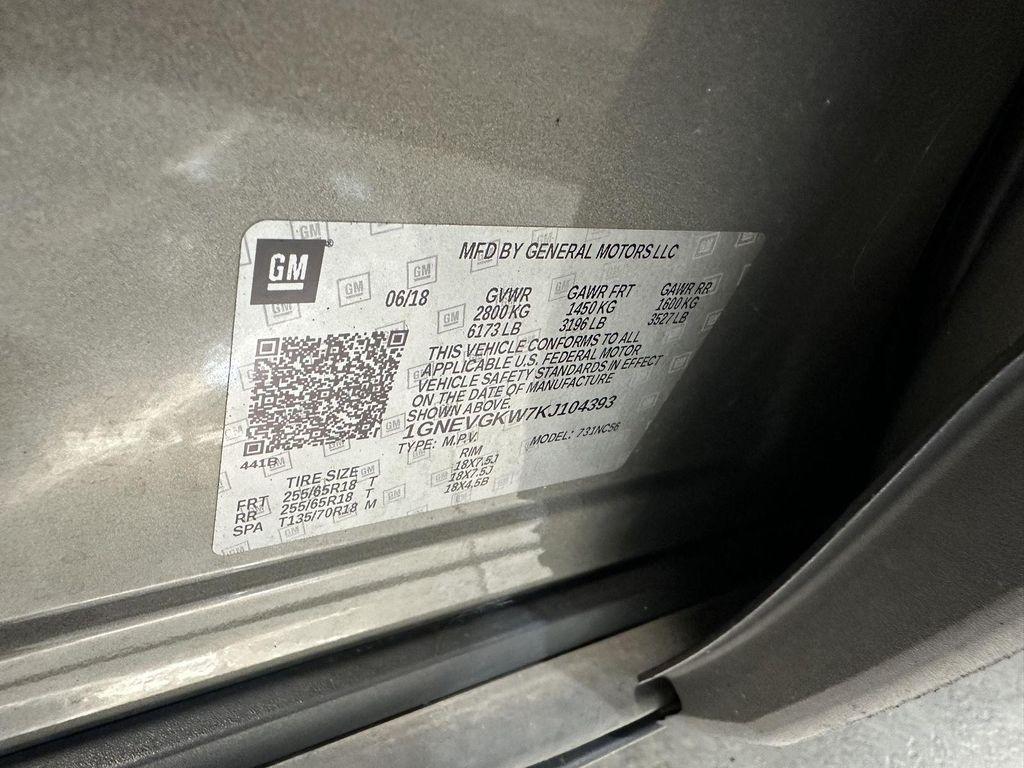 GM
MFD BY GENERAL MOTORS LLC
06/18
GVWR GAWR FRT GAWR RR
2800 KG 1450 KG 1600 KG
6173 LB 3196 LB 3527 LB
THIS VEHICLE CONFORMS TO ALL
APPLICABLE U.S. FEDERAL MOTOR
VEHICLE SAFETY STANDARDS IN EFFECT
ON THE DATE OF MANUFACTURE
SHOWN ABOVE.
1GNEVGKW7KJ104393
TYPE: M.P.V. MODEL: 731NC56
441B
TIRE SIZE RIM
FRT 255/65R18 T 18X7.5J
RR 255/65R18 T 18X7.5J
SPA T135/70R18 M 18X4.5B